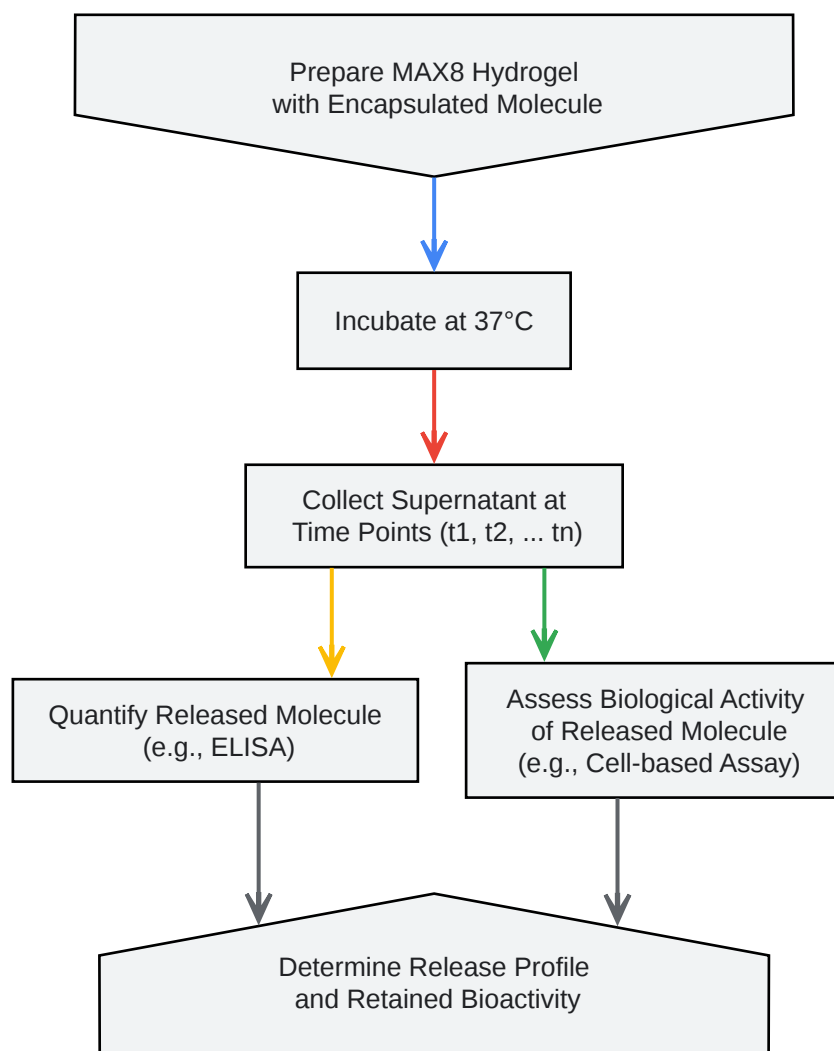 Prepare MAX8 Hydrogel
with Encapsulated Molecule
Incubate at 37°C
Collect Supernatant at
Time Points (t1, t2, ... tn)
Quantify Released Molecule
(e.g., ELISA)
Assess Biological Activity
of Released Molecule
(e.g., Cell-based Assay)
Determine Release Profile
and Retained Bioactivity